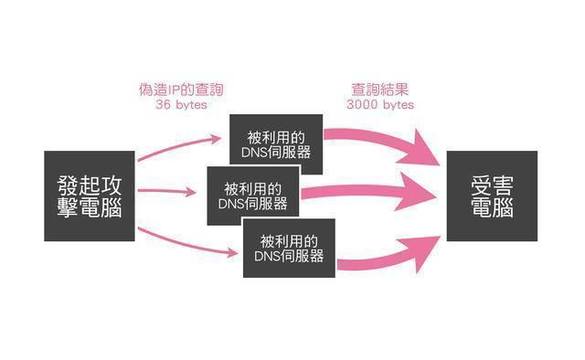 偽造IP的查詢
36 bytes
查詢結果
3000 bytes
被利用的
DNS伺服器
發起攻
擊電腦
被利用的
DNS伺服器
受害
電腦
被利用的
DNS伺服器